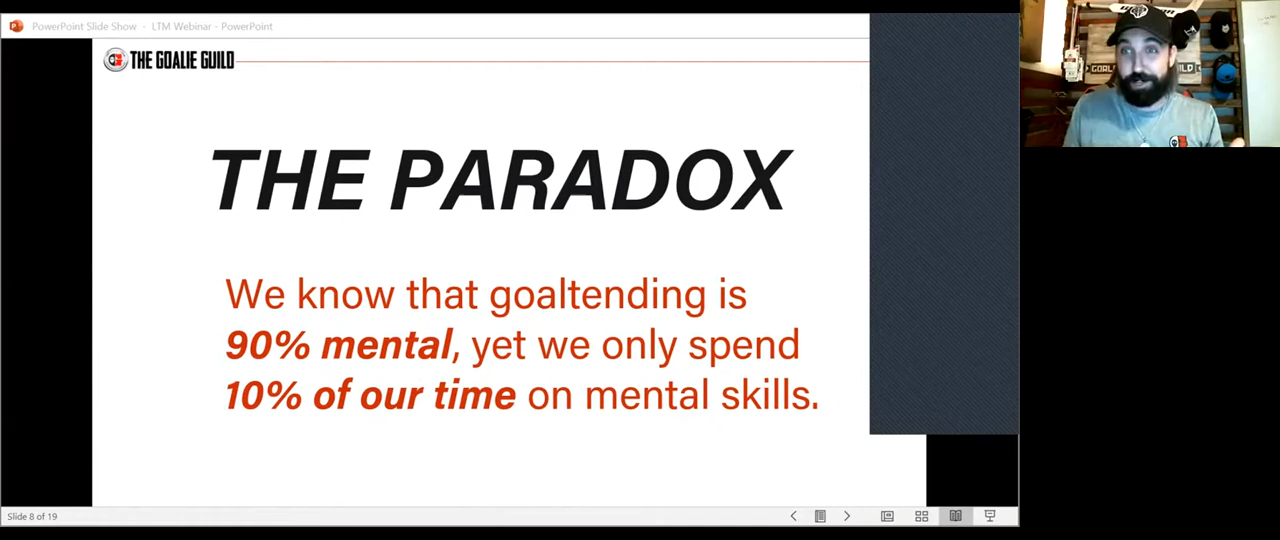 PowerPoint Slide Show - LTM Webinar - PowerPoint
THE GOALIE GUILD
THE PARADOX
We know that goaltending is
90% mental, yet we only spend
10% of our time on mental skills.
Slide 8 of 19